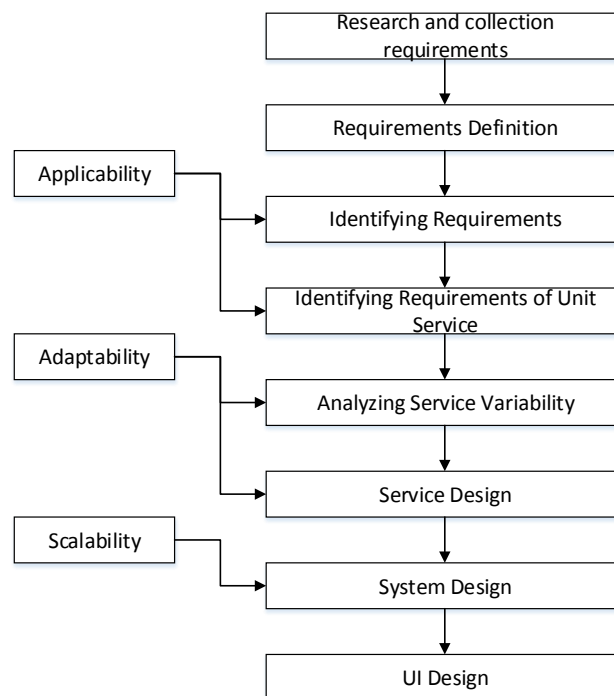 Research and collection
requirements
Requirements Definition
Applicability
Identifying Requirements
Identifying Requirements of Unit
Service
Adaptability
Analyzing Service Variability
Service Design
Scalability
System Design
UI Design